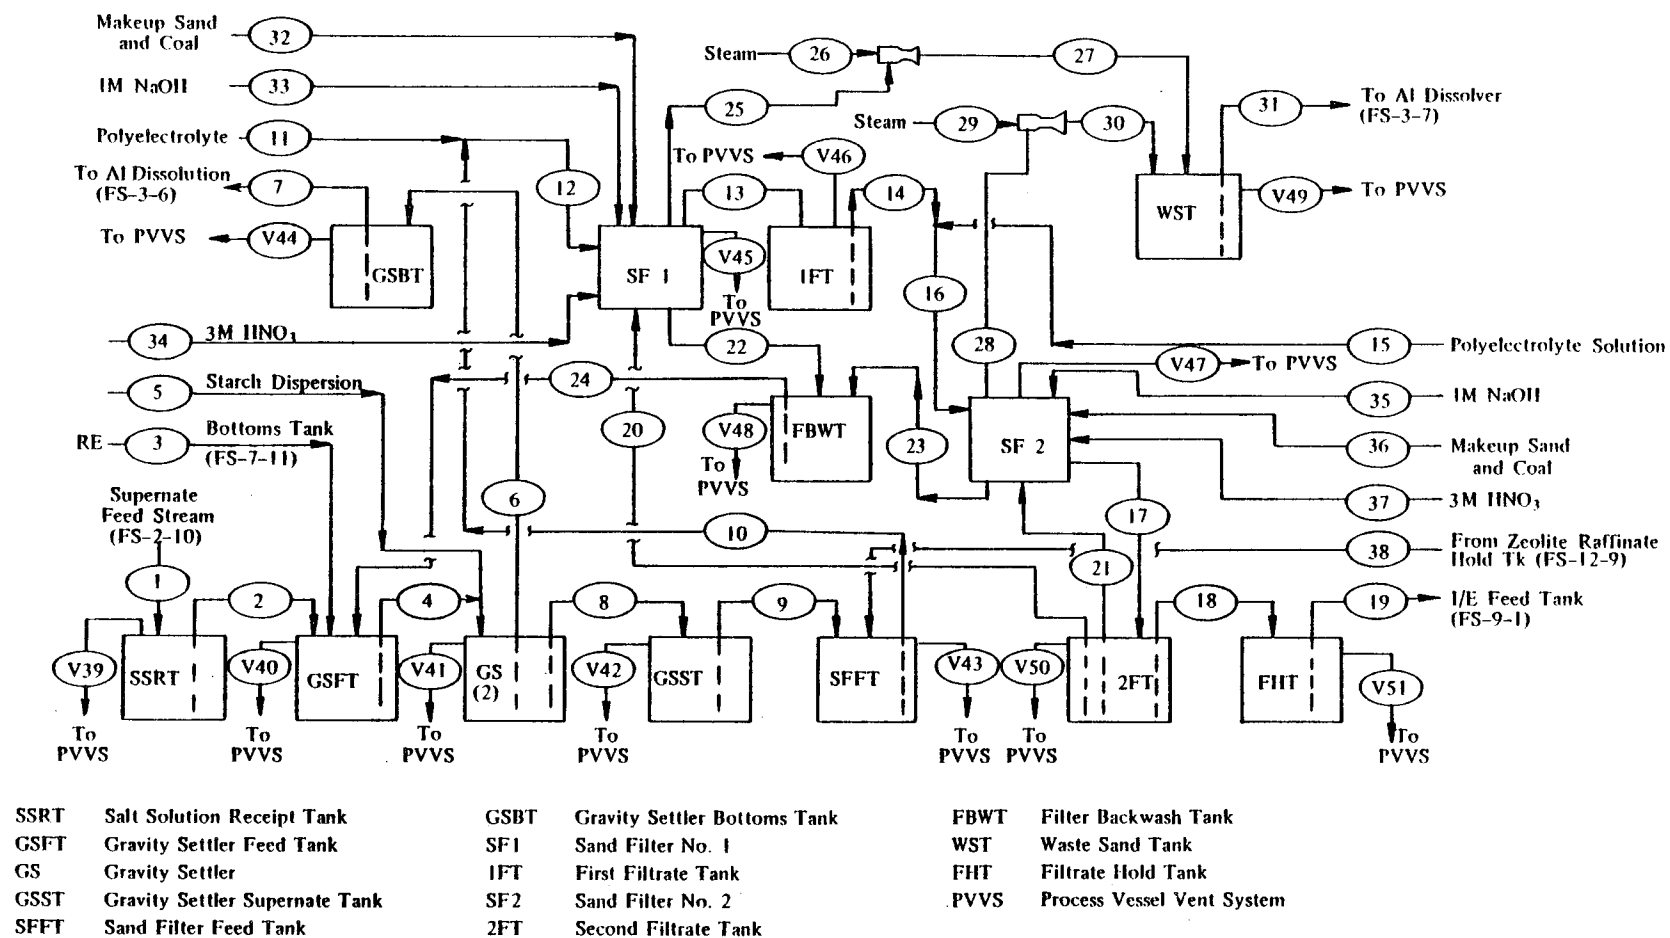 Makeup Sand
and Coal
32
1M NaOH
33
Polyelectrolyte
11
To Al Dissolution
(FS-3-6)
7
To PVVS
V44
GSBT
12
Steam
26
27
25
Steam
29
30
31
To Al Dissolver
(FS-3-7)
To PVVS
V46
13
14
WST
V49
To PVVS
SF 1
V45
To
PVVS
1FT
16
34
3M HNO3
22
28
15
Polyelectrolyte Solution
V47
To PVVS
5
Starch Dispersion
24
35
1M NaOH
RE
3
Bottoms Tank
(FS-7-11)
20
V48
To
PVVS
FBWT
23
SF 2
36
Makeup Sand
and Coal
37
3M HNO3
Supernate
Feed Stream
(FS-2-10)
6
10
17
38
From Zeolite Raffinate
Hold Tk (FS-12-9)
1
2
4
8
9
21
18
19
I/E Feed Tank
(FS-9-1)
V39
SSRT
V40
GSFT
V41
GS
(2)
V42
GSST
SFFT
V43
V50
2FT
FHT
V51
To
PVVS
To
PVVS
To
PVVS
To
PVVS
To
PVVS
To
PVVS
To
PVVS
SSRT Salt Solution Receipt Tank
GSFT Gravity Settler Feed Tank
GS Gravity Settler
GSST Gravity Settler Supernate Tank
SFFT Sand Filter Feed Tank
GSBT Gravity Settler Bottoms Tank
SF1 Sand Filter No. 1
1FT First Filtrate Tank
SF2 Sand Filter No. 2
2FT Second Filtrate Tank
FBWT Filter Backwash Tank
WST Waste Sand Tank
FHT Filtrate Hold Tank
PVVS Process Vessel Vent System